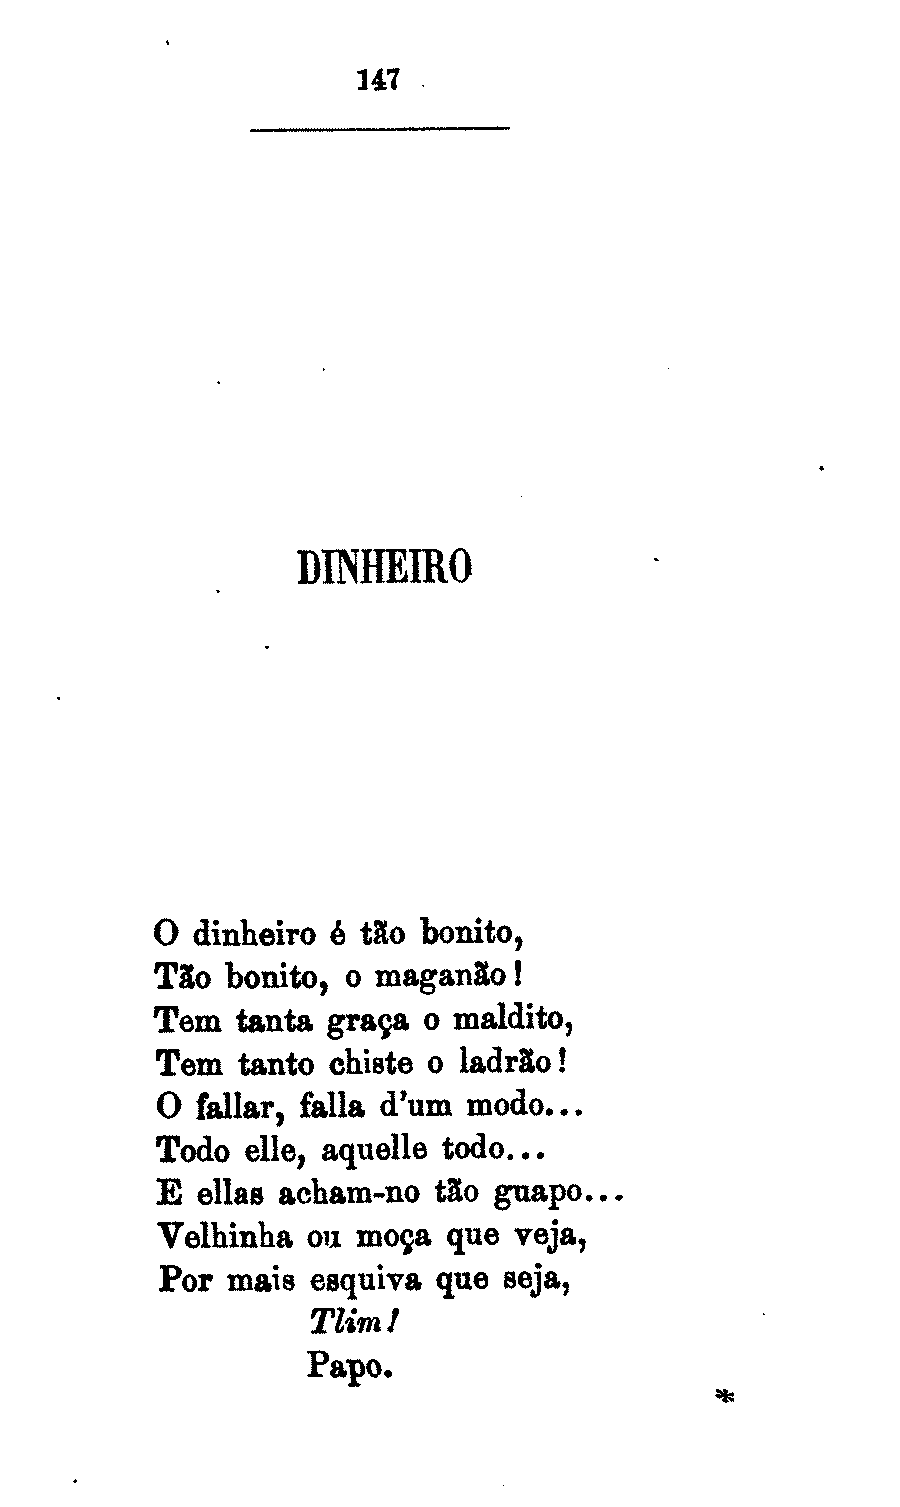 147
DINHEIRO
O dinheiro é tão bonito,
Tão bonito, o maganão!
Tem tanta graça o maldito,
Tem tanto chiste o ladrão!
O fallar, falla d'um modo...
Todo elle, aquelle todo...
E ellas acham-no tão guapo...
Velhinha ou moça que veja,
Por mais esquiva que seja,
Tlim!
Papo.
*